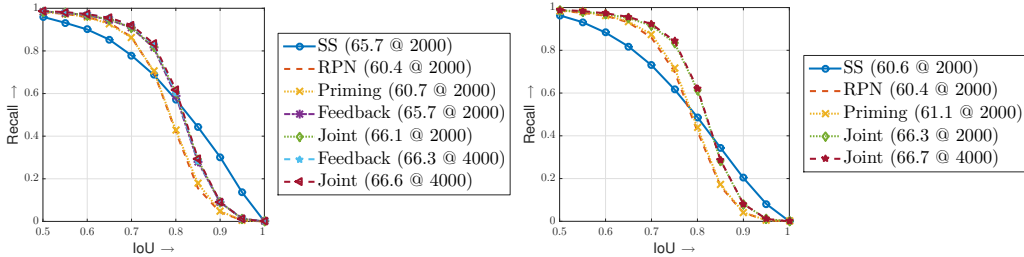 1
0.8
0.6
0.4
0.2
0
Recall →
0.5 0.6 0.7 0.8 0.9 1
IoU →
SS (65.7 @ 2000)
RPN (60.4 @ 2000)
Priming (60.7 @ 2000)
Feedback (65.7 @ 2000)
Joint (66.1 @ 2000)
Feedback (66.3 @ 4000)
Joint (66.6 @ 4000)
1
0.8
0.6
0.4
0.2
0
Recall →
0.5 0.6 0.7 0.8 0.9 1
IoU →
SS (60.6 @ 2000)
RPN (60.4 @ 2000)
Priming (61.1 @ 2000)
Joint (66.3 @ 2000)
Joint (66.7 @ 4000)